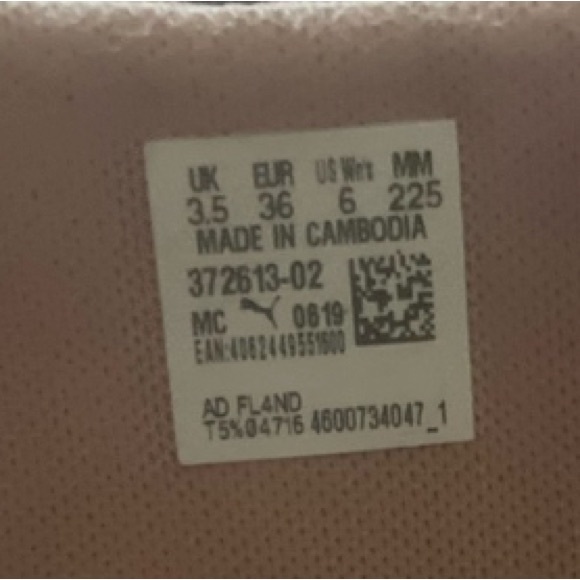 UK EUR US Wn's MM
3.5 36 6 225
MADE IN CAMBODIA
372613-02
MC 0619
EAN:4062449551600
AD FL4ND
T5%04716 4600734047_1